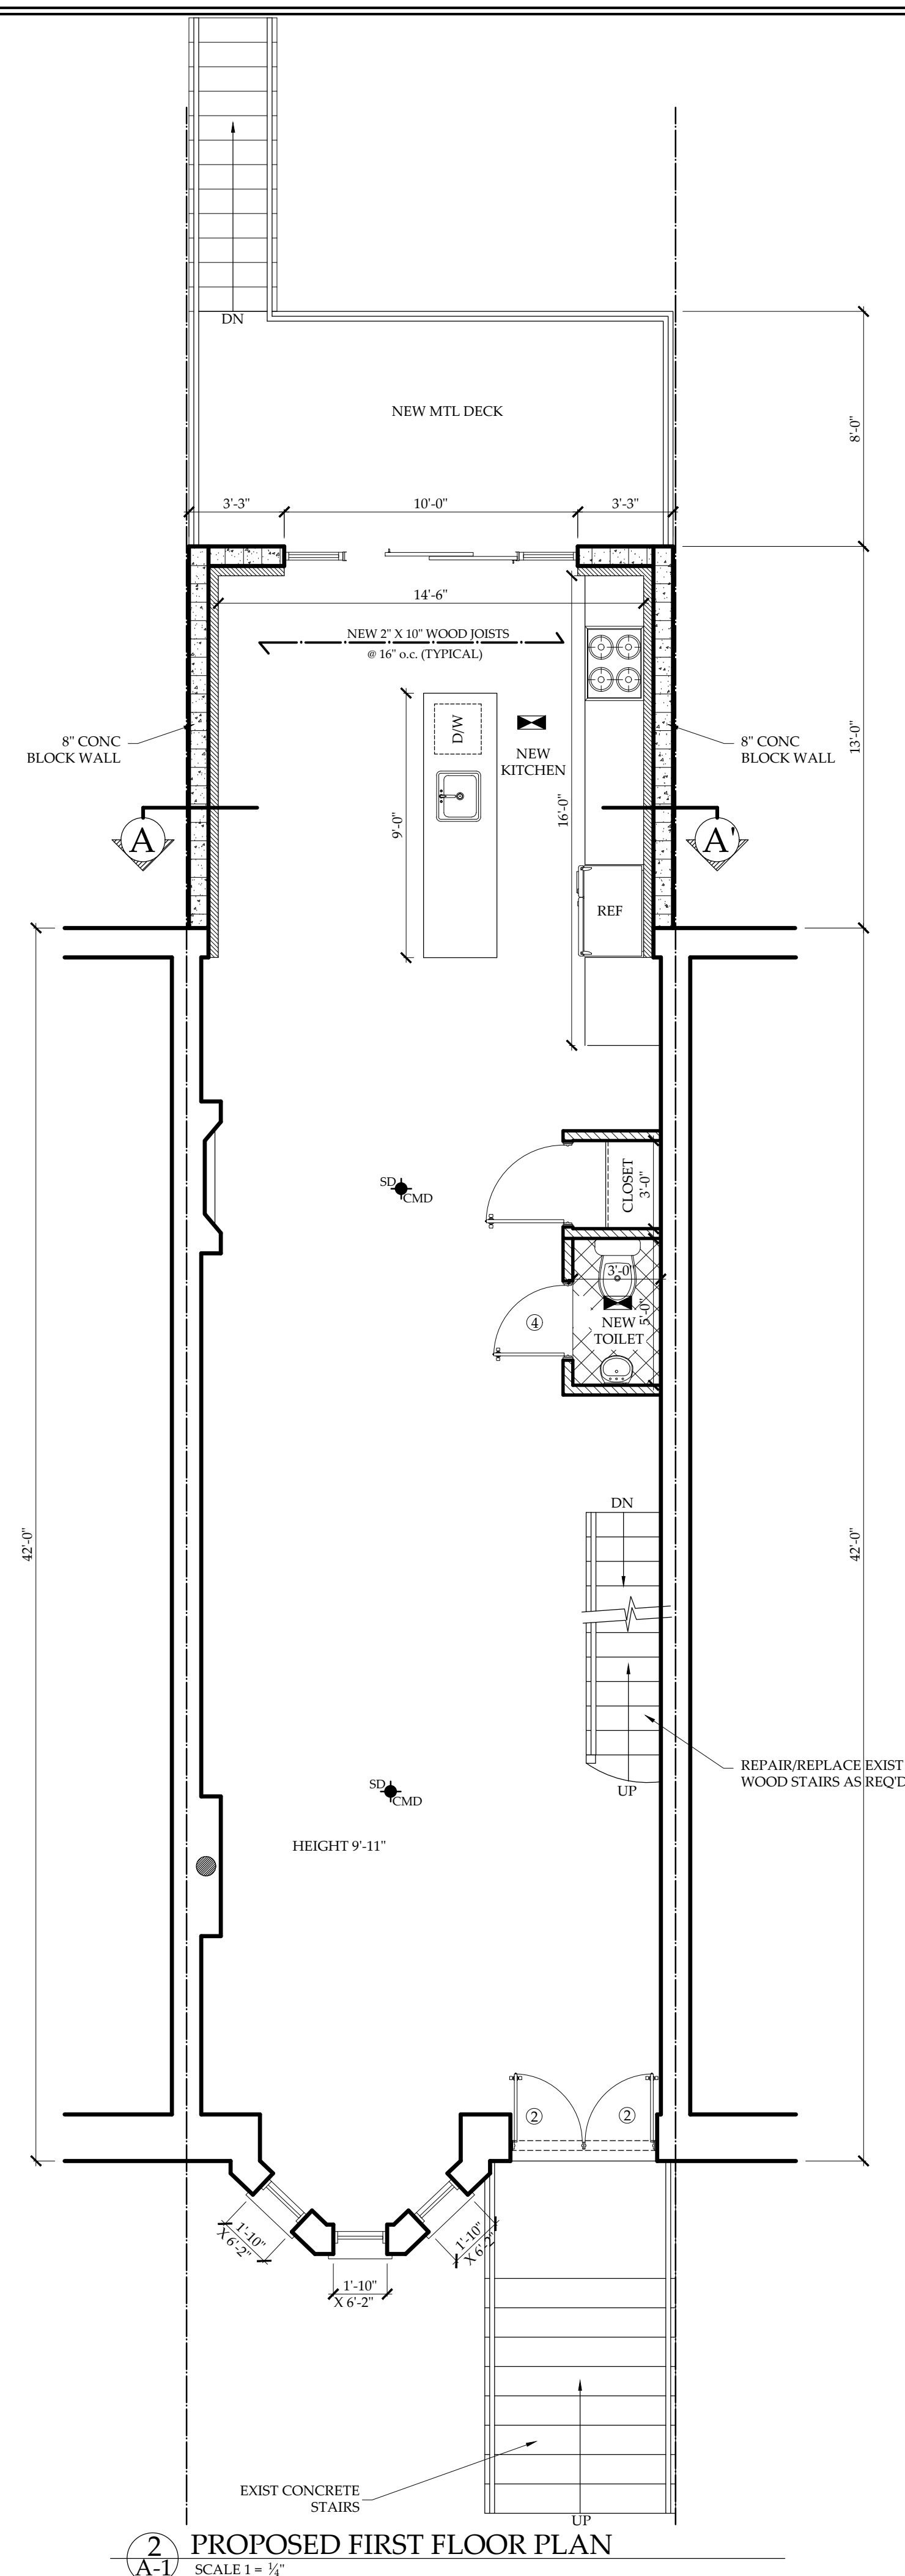 DN
NEW MTL DECK
8'-0"
3'-3"
10'-0"
3'-3"
14'-6"
NEW 2" X 10" WOOD JOISTS
@ 16" o.c. (TYPICAL)
D/W
NEW
KITCHEN
8" CONC
BLOCK WALL
8" CONC
BLOCK WALL
13'-0"
9'-0"
16'-0"
A
A'
REF
CLOSET
3'-0"
SD
CMD
3'-0"
5'-0"
4
NEW
TOILET
DN
42'-0"
42'-0"
REPAIR/REPLACE EXIST
WOOD STAIRS AS REQ'D
UP
SD
CMD
HEIGHT 9'-11"
2
2
1'-10"
X 6'-2"
1'-10"
X 6'-2"
1'-10"
X 6'-2"
EXIST CONCRETE
STAIRS
UP
2
A-1
PROPOSED FIRST FLOOR PLAN
SCALE 1 = ¼"